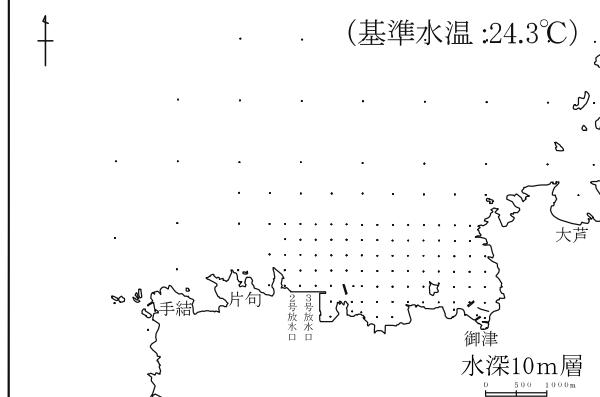 （基準水温 :24.3℃）
大芦
片句
手結
2号放水口
3号放水口
御津
水深10m層
0 500 1000m